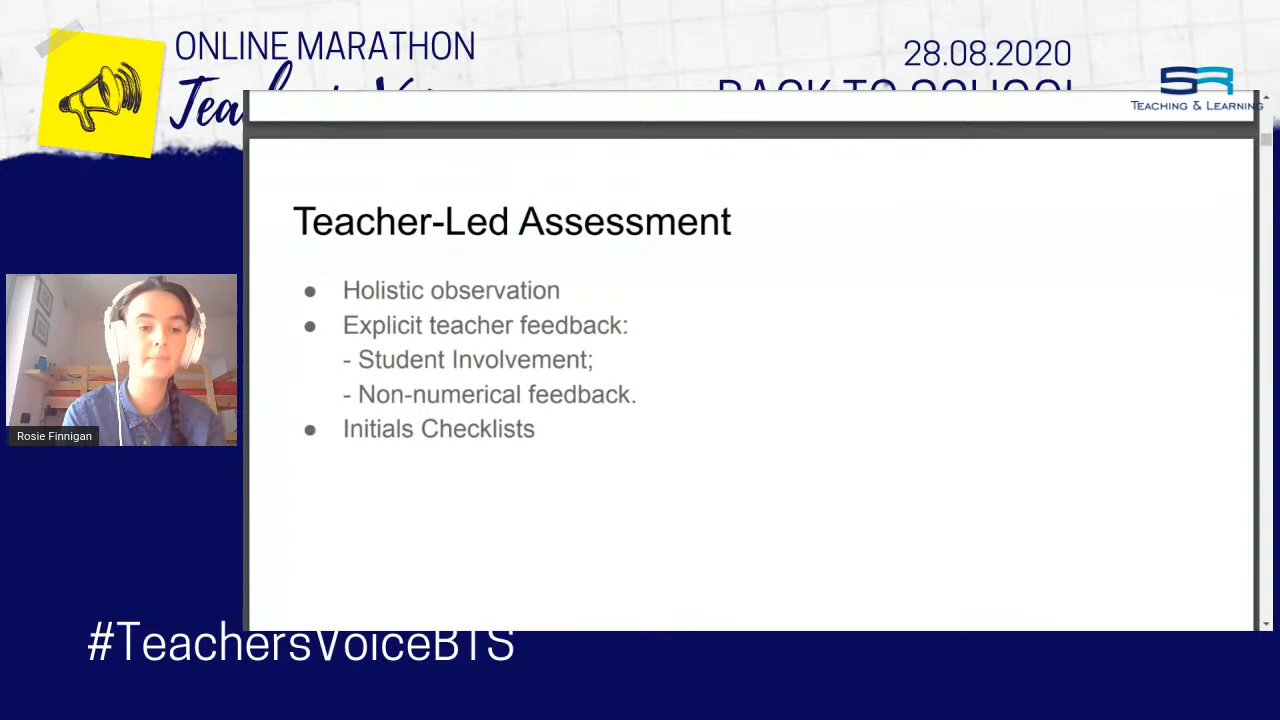 ONLINE MARATHON
28.08.2020
TEACHING & LEARNING
Teacher-Led Assessment
● Holistic observation
● Explicit teacher feedback:
- Student Involvement;
- Non-numerical feedback.
● Initials Checklists
Rosie Finnigan
#TeachersVoiceBTS